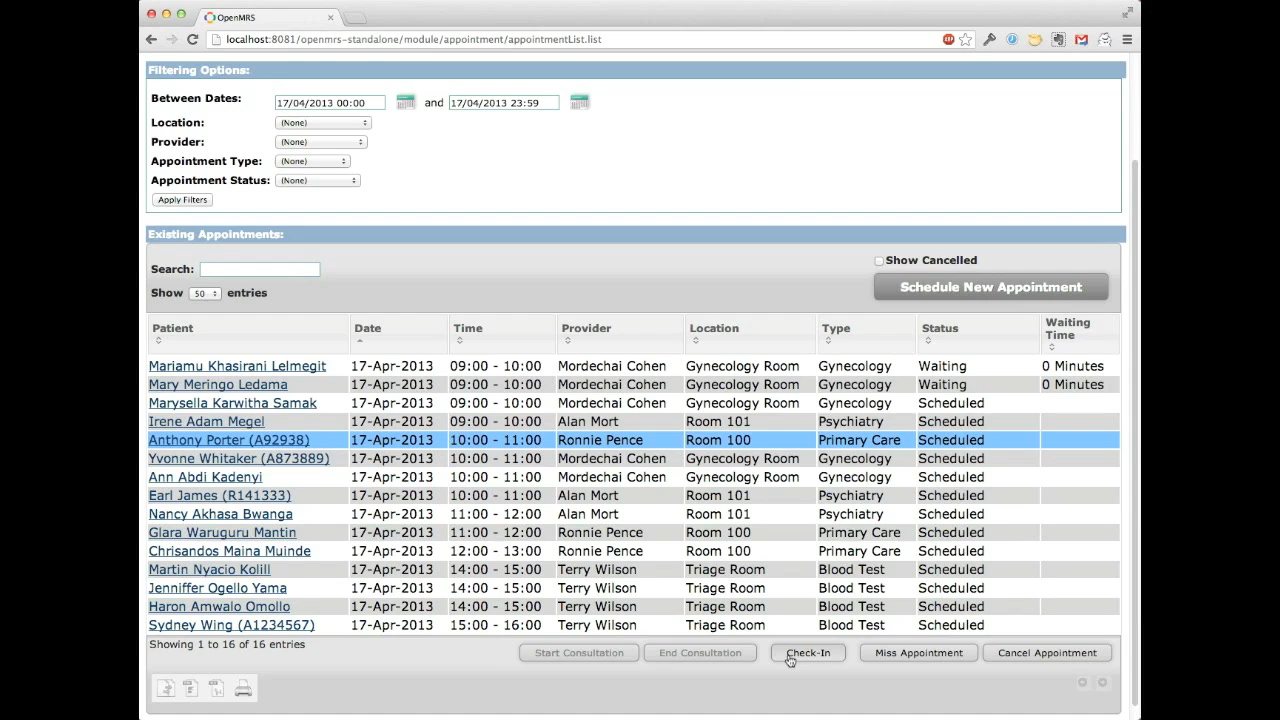 OpenMRS
localhost:8081/openmrs-standalone/module/appointment/appointmentList.list
Filtering Options:
Between Dates: 17/04/2013 00:00 and 17/04/2013 23:59
Location: (None)
Provider: (None)
Appointment Type: (None)
Appointment Status: (None)
Apply Filters
Existing Appointments:
Search: Show Cancelled
Show 50 entries Schedule New Appointment
Patient Date Time Provider Location Type Status Waiting Time
Mariamu Khasirani Lelmegit 17-Apr-2013 09:00 - 10:00 Mordechai Cohen Gynecology Room Gynecology Waiting 0 Minutes
Mary Meringo Ledama 17-Apr-2013 09:00 - 10:00 Mordechai Cohen Gynecology Room Gynecology Waiting 0 Minutes
Marysella Karwitha Samak 17-Apr-2013 09:00 - 10:00 Mordechai Cohen Gynecology Room Gynecology Scheduled
Irene Adam Megel 17-Apr-2013 09:00 - 10:00 Alan Mort Room 101 Psychiatry Scheduled
Anthony Porter (A92938) 17-Apr-2013 10:00 - 11:00 Ronnie Pence Room 100 Primary Care Scheduled
Yvonne Whitaker (A873889) 17-Apr-2013 10:00 - 11:00 Mordechai Cohen Gynecology Room Gynecology Scheduled
Ann Abdi Kadenyi 17-Apr-2013 10:00 - 11:00 Mordechai Cohen Gynecology Room Gynecology Scheduled
Earl James (R141333) 17-Apr-2013 10:00 - 11:00 Alan Mort Room 101 Psychiatry Scheduled
Nancy Akhasa Bwanga 17-Apr-2013 11:00 - 12:00 Alan Mort Room 101 Psychiatry Scheduled
Glara Waruguru Mantin 17-Apr-2013 11:00 - 12:00 Ronnie Pence Room 100 Primary Care Scheduled
Chrisandos Maina Muinde 17-Apr-2013 12:00 - 13:00 Ronnie Pence Room 100 Primary Care Scheduled
Martin Nyacio Kolill 17-Apr-2013 14:00 - 15:00 Terry Wilson Triage Room Blood Test Scheduled
Jenniffer Ogello Yama 17-Apr-2013 14:00 - 15:00 Terry Wilson Triage Room Blood Test Scheduled
Haron Amwalo Omollo 17-Apr-2013 14:00 - 15:00 Terry Wilson Triage Room Blood Test Scheduled
Sydney Wing (A1234567) 17-Apr-2013 15:00 - 16:00 Terry Wilson Triage Room Blood Test Scheduled
Showing 1 to 16 of 16 entries Start Consultation End Consultation Check-In Miss Appointment Cancel Appointment